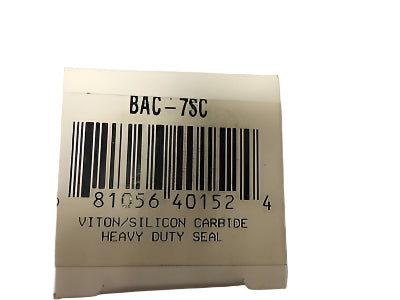 BAC-7SC
81056 40152 4
VITON/SILICON CARBIDE
HEAVY DUTY SEAL